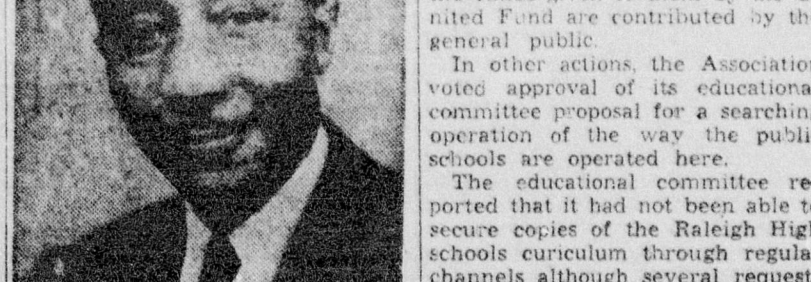 nited Fund are contributed by th
general public.
In other actions, the Association
voted approval of its educationa
committee proposal for a searchin
operation of the way the publi
schools are operated here.
The educational committee re-
ported that it had not been able t
secure copies of the Raleigh High
schools curiculum through regula
channels although several request